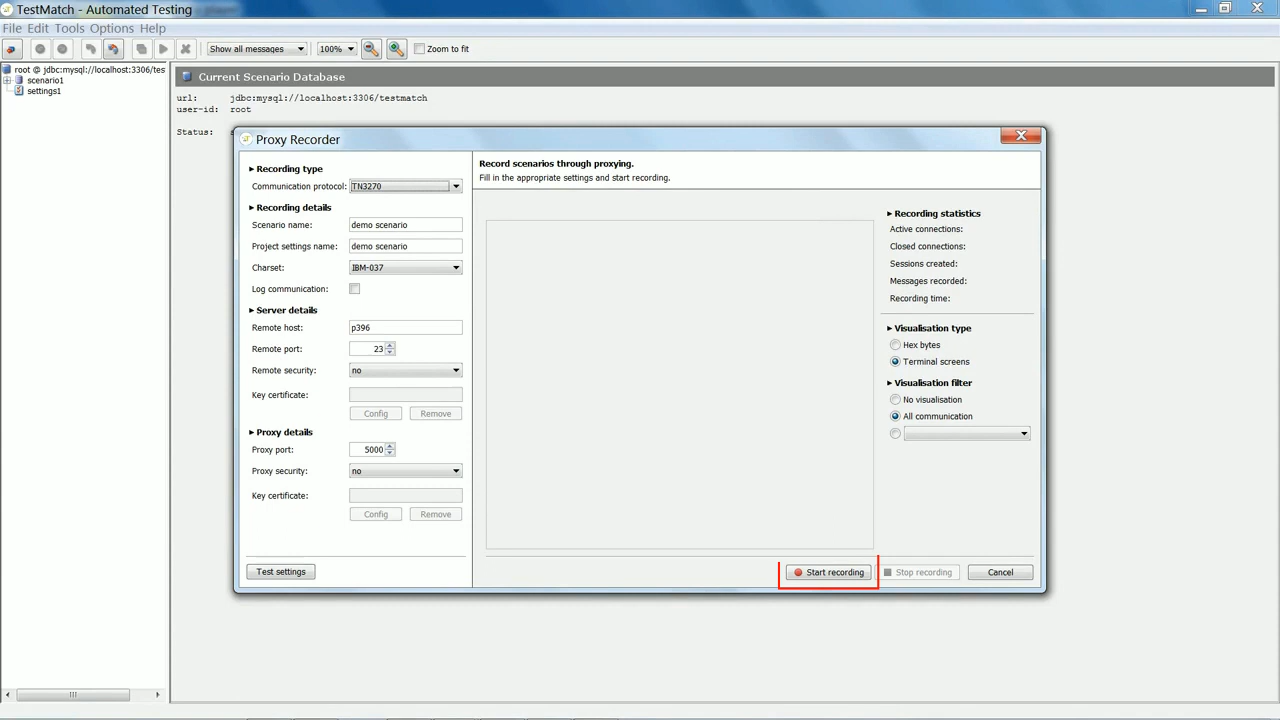 TestMatch - Automated Testing
File Edit Tools Options Help
Show all messages 100% Zoom to fit
root @ jdbc:mysql://localhost:3306/tes
scenario1
settings1
Current Scenario Database
url: jdbc:mysql://localhost:3306/testmatch
user-id: root
Status:
Proxy Recorder
Recording type
Communication protocol: TN3270
Recording details
Scenario name: demo scenario
Project settings name: demo scenario
Charset: IBM-037
Log communication:
Server details
Remote host: p396
Remote port: 23
Remote security: no
Key certificate:
Config Remove
Proxy details
Proxy port: 5000
Proxy security: no
Key certificate:
Config Remove
Test settings
Record scenarios through proxying.
Fill in the appropriate settings and start recording.
Recording statistics
Active connections:
Closed connections:
Sessions created:
Messages recorded:
Recording time:
Visualisation type
Hex bytes
Terminal screens
Visualisation filter
No visualisation
All communication
Start recording Stop recording Cancel